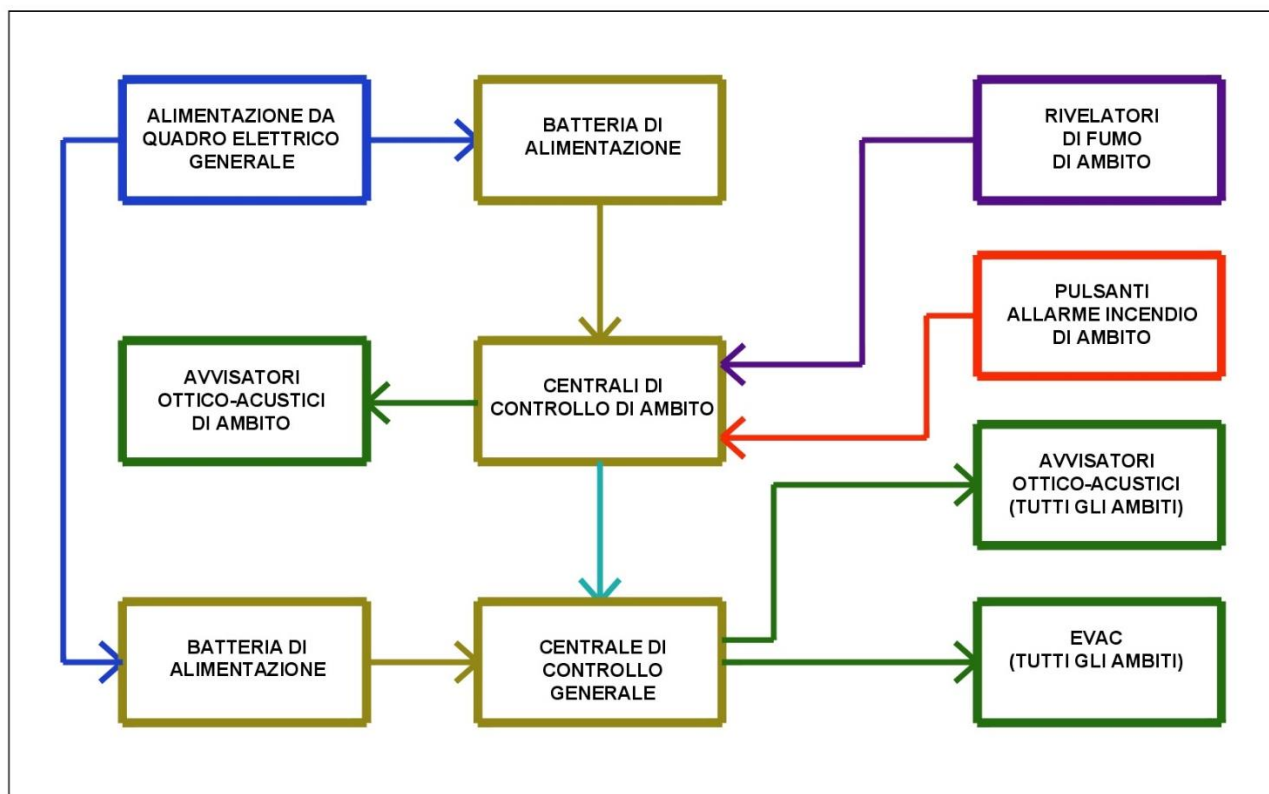 ALIMENTAZIONE DA
QUADRO ELETTRICO
GENERALE
BATTERIA DI
ALIMENTAZIONE
RIVELATORI
DI FUMO
DI AMBITO
PULSANTI
ALLARME INCENDIO
DI AMBITO
AVVISATORI
OTTICO-ACUSTICI
DI AMBITO
CENTRALI DI
CONTROLLO DI AMBITO
AVVISATORI
OTTICO-ACUSTICI
(TUTTI GLI AMBITI)
BATTERIA DI
ALIMENTAZIONE
CENTRALE DI
CONTROLLO
GENERALE
EVAC
(TUTTI GLI AMBITI)